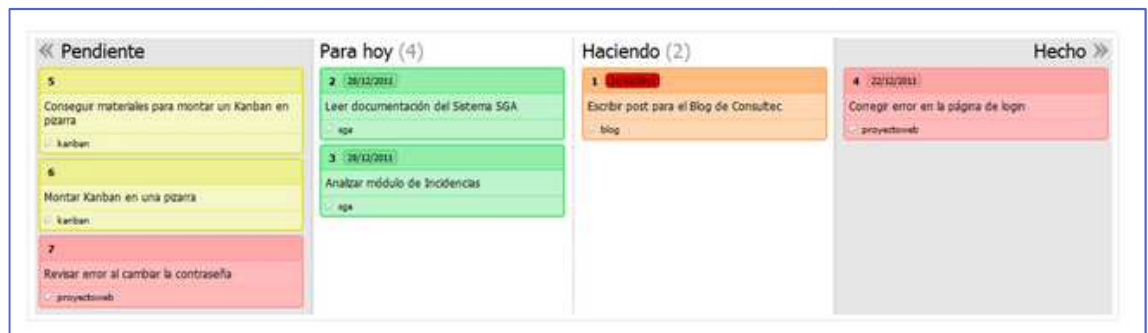 « Pendiente
5
Conseguir materiales para montar un Kanban en
pizarra
kanban
6
Montar Kanban en una pizarra
kanban
7
Revisar error al cambiar la contraseña
proyectoweb
Para hoy (4)
2 28/12/2011
Leer documentación del Sistema SGA
sga
3 28/12/2011
Analizar módulo de Incidencias
sga
Haciendo (2)
1
Escribir post para el Blog de Consultec
blog
Hecho »
4 22/12/2011
Corregir error en la página de login
proyectoweb